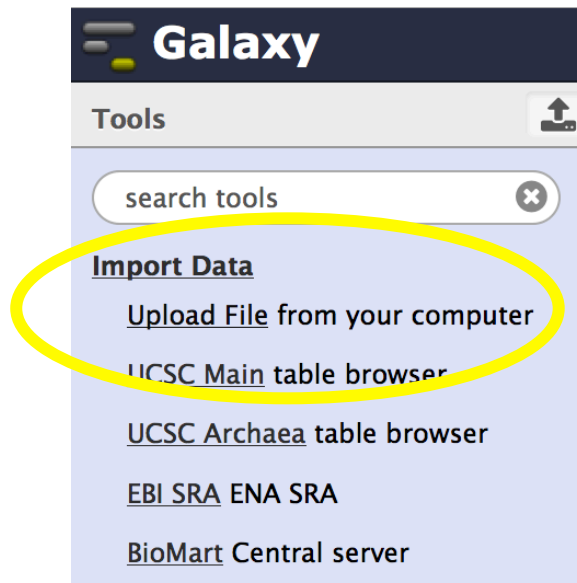 Galaxy
Tools
search tools
Import Data
Upload File from your computer
UCSC Main table browser
UCSC Archaea table browser
EBI SRA ENA SRA
BioMart Central server